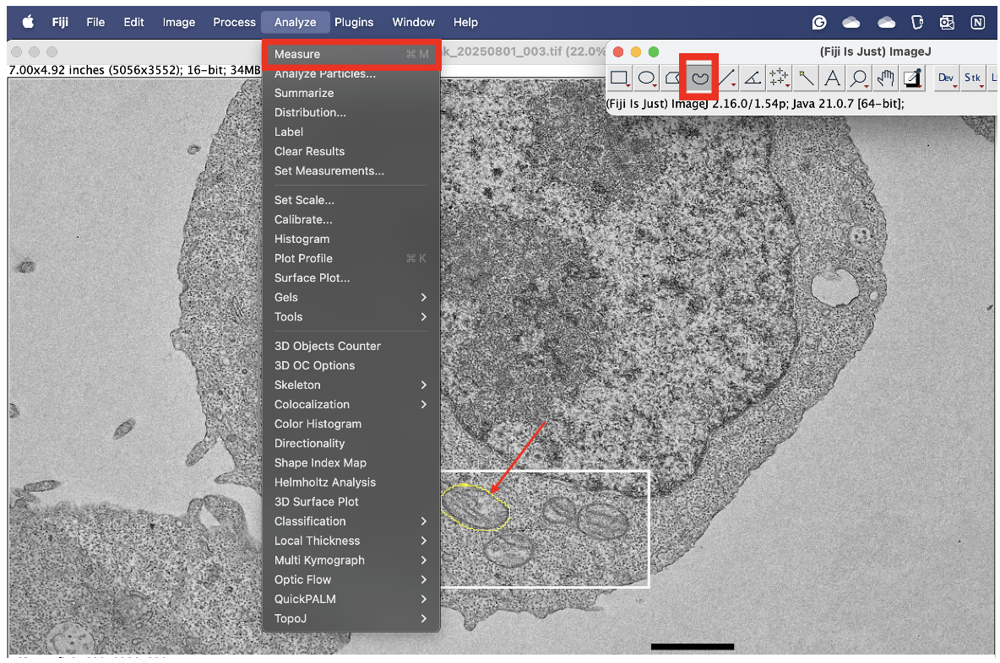 Fiji File Edit Image Process Analyze Plugins Window Help
Measure ⌘ M
k_20250801_003.tif (22.0%
(Fiji Is Just) ImageJ
7.00x4.92 inches (5056x3552); 16-bit; 34MB
Analyze Particles...
Dev Stk
Summarize
(Fiji Is Just) ImageJ 2.16.0/1.54p; Java 21.0.7 [64-bit];
Distribution...
Label
Clear Results
Set Measurements...
Set Scale...
Calibrate...
Histogram
Plot Profile ⌘ K
Surface Plot...
Gels
Tools
3D Objects Counter
3D OC Options
Skeleton
Colocalization
Color Histogram
Directionality
Shape Index Map
Helmholtz Analysis
3D Surface Plot
Classification
Local Thickness
Multi Kymograph
Optic Flow
QuickPALM
TopoJ